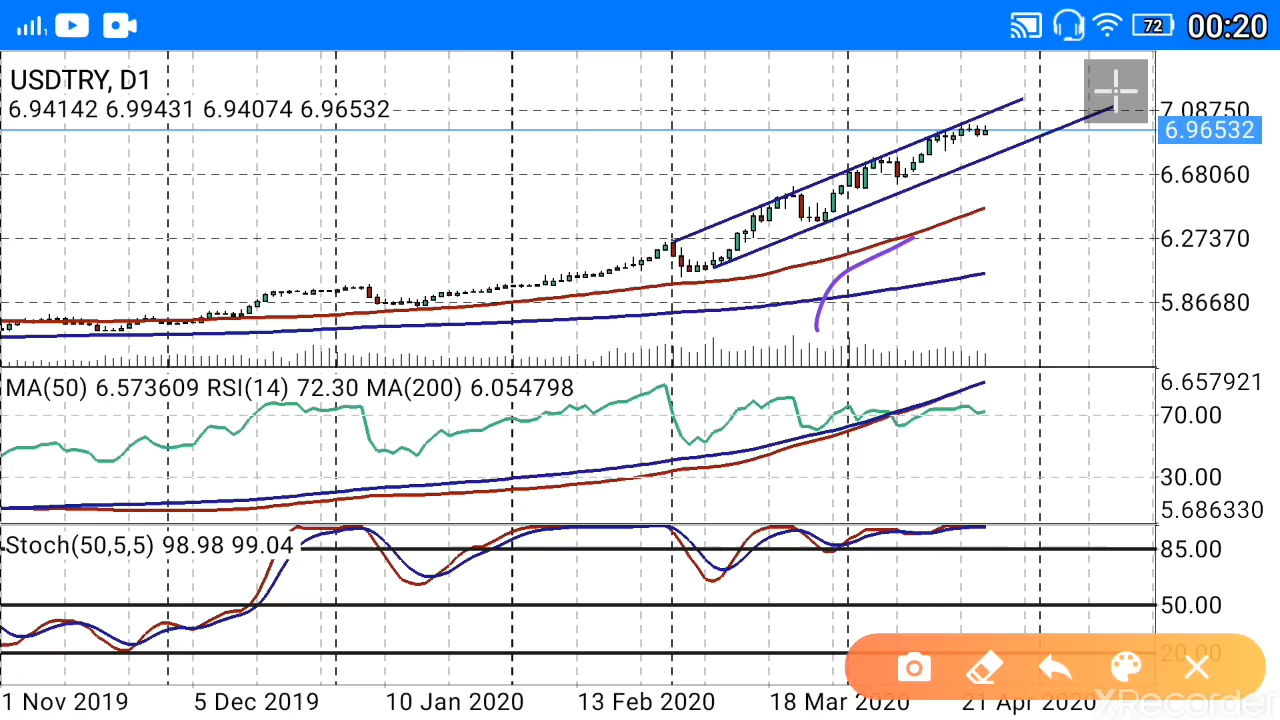 72 00:20
USDTRY, D1
6.94142 6.99431 6.94074 6.96532
7.08750
6.96532
6.68060
6.27370
5.86680
MA(50) 6.573609 RSI(14) 72.30 MA(200) 6.054798
6.657921
70.00
30.00
5.686330
Stoch(50,5,5) 98.98 99.04
85.00
50.00
20.00
1 Nov 2019 5 Dec 2019 10 Jan 2020 13 Feb 2020 18 Mar 2020 21 Apr 2020
XRecorder